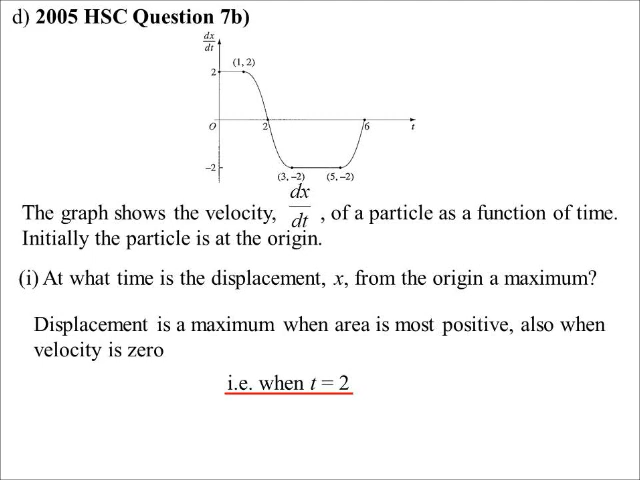 d) 2005 HSC Question 7b)
dx
dt
(1, 2)
2
O
2
6
t
−2
(3, −2) (5, −2)
The graph shows the velocity, dx/dt , of a particle as a function of time.
Initially the particle is at the origin.
(i) At what time is the displacement, x, from the origin a maximum?
Displacement is a maximum when area is most positive, also when
velocity is zero
i.e. when t = 2